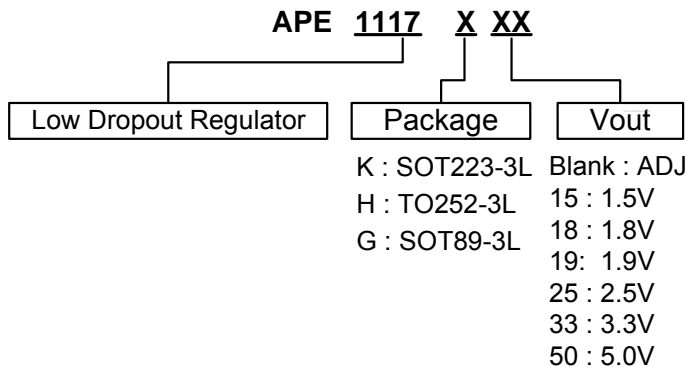 APE 1117 X XX
Low Dropout Regulator
Package
Vout
K : SOT223-3L
H : TO252-3L
G : SOT89-3L
Blank : ADJ
15 : 1.5V
18 : 1.8V
19: 1.9V
25 : 2.5V
33 : 3.3V
50 : 5.0V